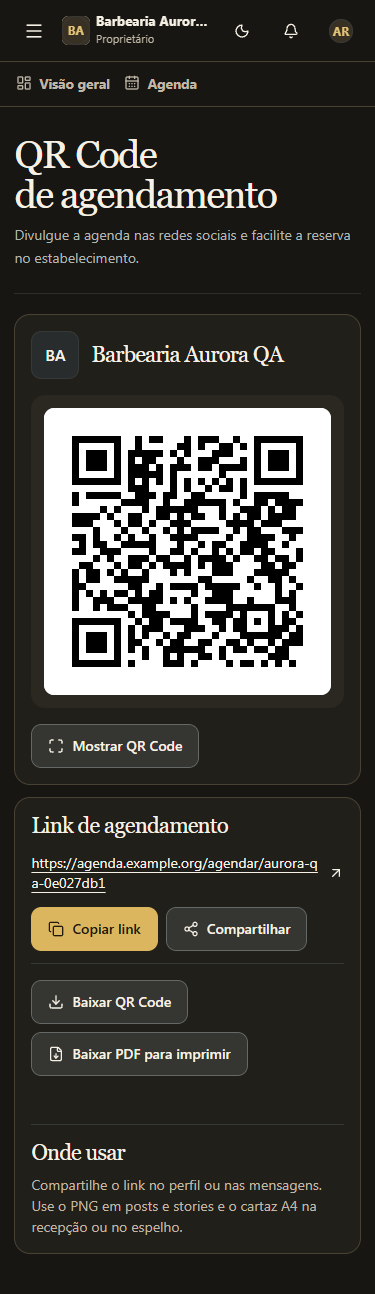 BA
Barbearia Auror...
Proprietário
AR
Visão geral
Agenda
QR Code
de agendamento
Divulgue a agenda nas redes sociais e facilite a reserva
no estabelecimento.
BA
Barbearia Aurora QA
Mostrar QR Code
Link de agendamento
https://agenda.example.org/agendar/aurora-q
a-0e027db1
Copiar link
Compartilhar
Baixar QR Code
Baixar PDF para imprimir
Onde usar
Compartilhe o link no perfil ou nas mensagens.
Use o PNG em posts e stories e o cartaz A4 na
recepção ou no espelho.